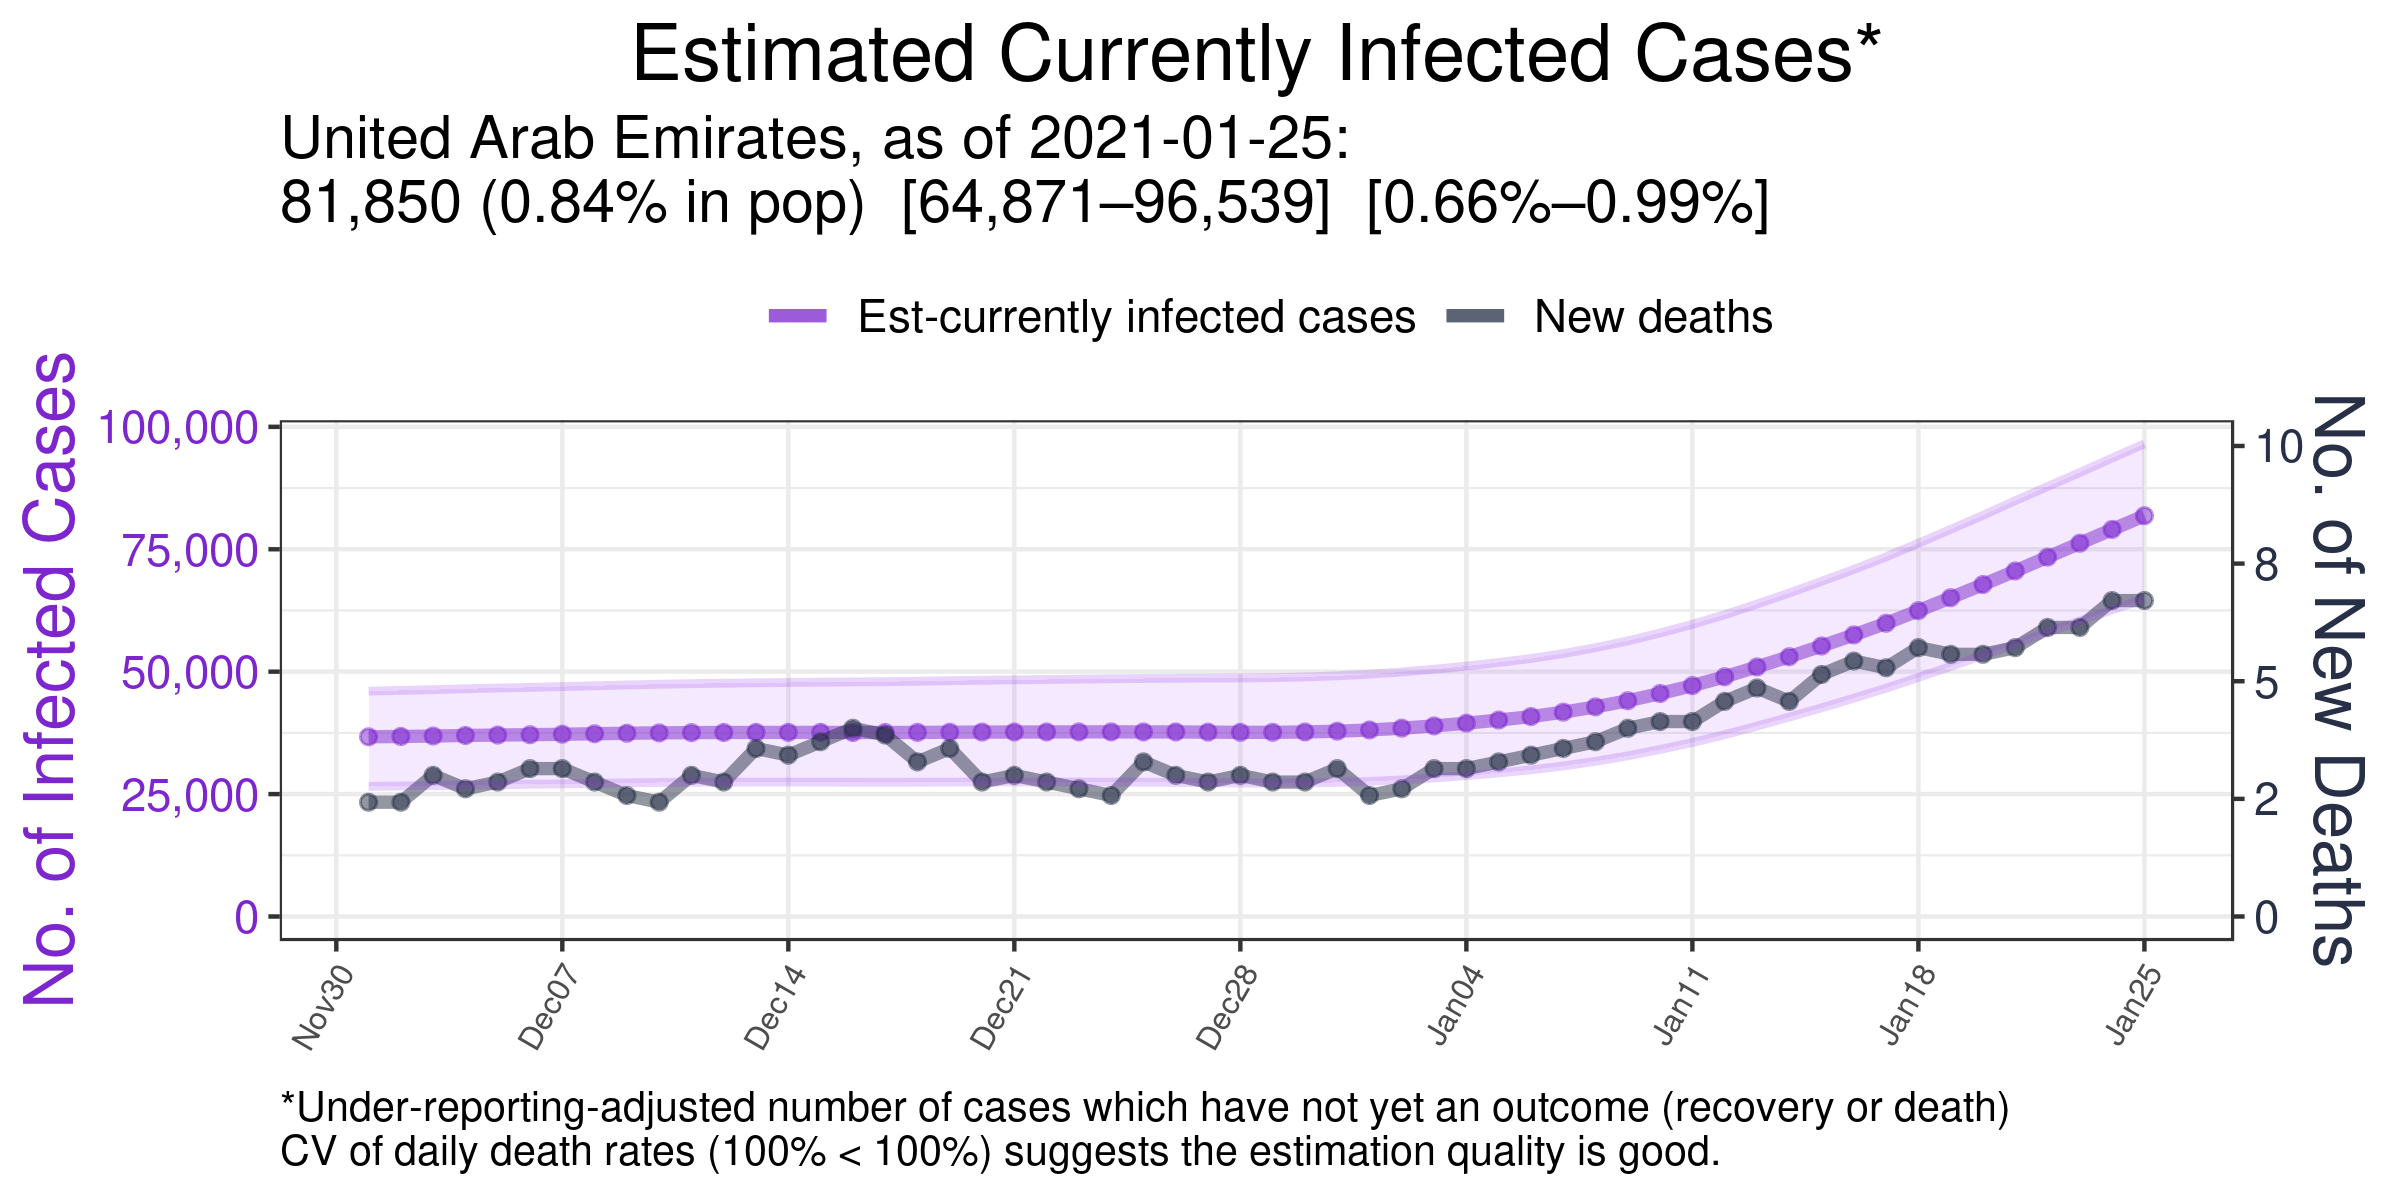 Estimated Currently Infected Cases*
United Arab Emirates, as of 2021-01-25:
81,850 (0.84% in pop)  [64,871–96,539]  [0.66%–0.99%]
Est-currently infected cases
New deaths
No. of Infected Cases
100,000
75,000
50,000
25,000
0
10
8
5
2
0
No. of New Deaths
Nov30
Dec07
Dec14
Dec21
Dec28
Jan04
Jan11
Jan18
Jan25
*Under-reporting-adjusted number of cases which have not yet an outcome (recovery or death)
CV of daily death rates (100% < 100%) suggests the estimation quality is good.